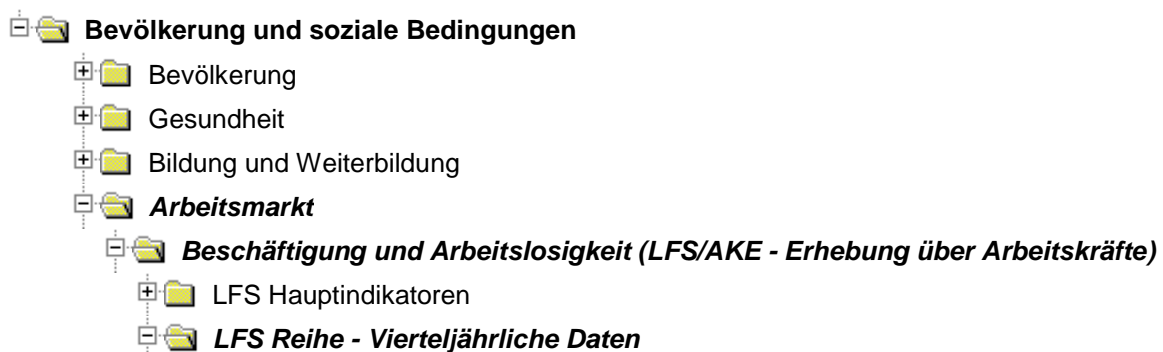 Bevölkerung und soziale Bedingungen
Bevölkerung
Gesundheit
Bildung und Weiterbildung
Arbeitsmarkt
Beschäftigung und Arbeitslosigkeit (LFS/AKE - Erhebung über Arbeitskräfte)
LFS Hauptindikatoren
LFS Reihe - Vierteljährliche Daten